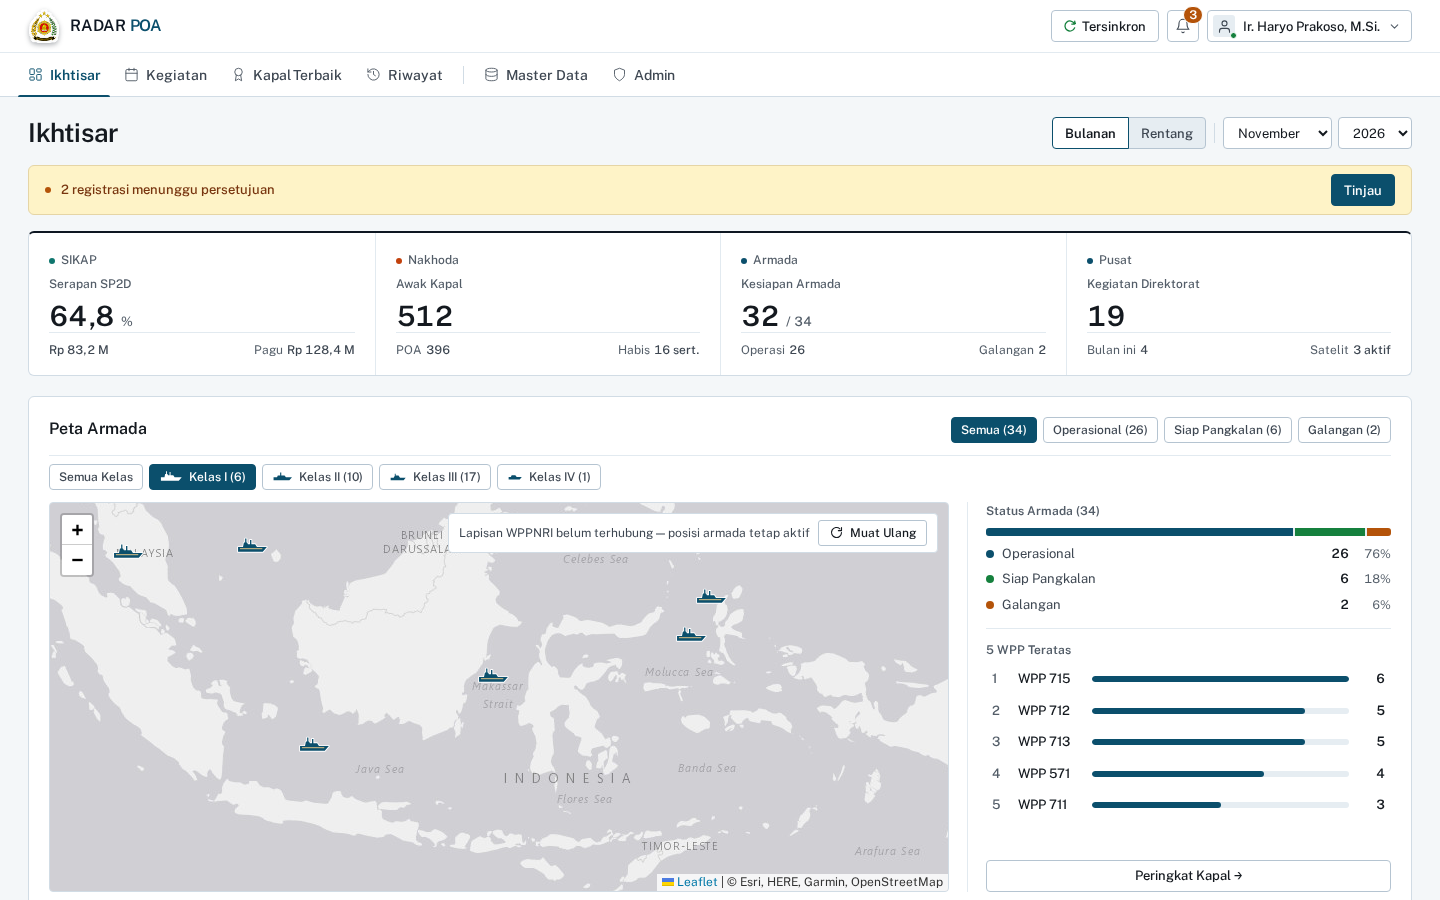 RADAR POA
Tersinkron
3
Ir. Haryo Prakoso, M.Si.
Ikhtisar
Kegiatan
Kapal Terbaik
Riwayat
Master Data
Admin
Ikhtisar
Bulanan
Rentang
November
2026
2 registrasi menunggu persetujuan
Tinjau
SIKAP
Serapan SP2D
64,8 %
Rp 83,2 M
Pagu Rp 128,4 M
Nakhoda
Awak Kapal
512
POA 396
Habis 16 sert.
Armada
Kesiapan Armada
32 / 34
Operasi 26
Galangan 2
Pusat
Kegiatan Direktorat
19
Bulan ini 4
Satelit 3 aktif
Peta Armada
Semua (34)
Operasional (26)
Siap Pangkalan (6)
Galangan (2)
Semua Kelas
Kelas I (6)
Kelas II (10)
Kelas III (17)
Kelas IV (1)
+
−
AYSIA
BRUNEI
DARUSSALA
Lapisan WPPNRI belum terhubung — posisi armada tetap aktif
Muat Ulang
Celebes Sea
Molucca Sea
Makassar
Strait
Java Sea
INDONESIA
Banda Sea
Flores Sea
TIMOR-LESTE
Arafura Sea
Leaflet | © Esri, HERE, Garmin, OpenStreetMap
Status Armada (34)
Operasional 26 76%
Siap Pangkalan 6 18%
Galangan 2 6%
5 WPP Teratas
1 WPP 715 6
2 WPP 712 5
3 WPP 713 5
4 WPP 571 4
5 WPP 711 3
Peringkat Kapal →